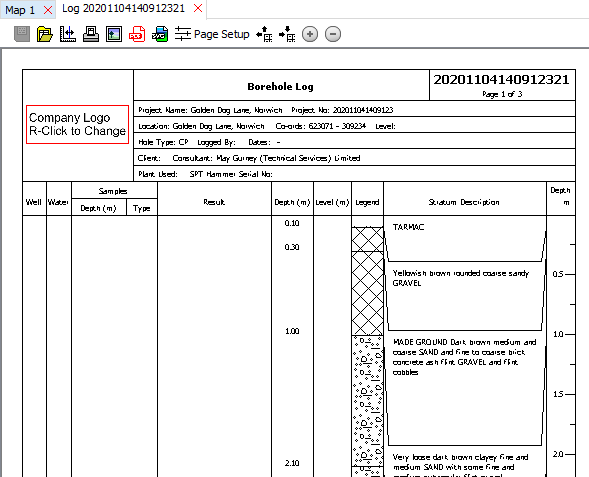 Map 1
Log 20201104140912321
Page Setup
Company Logo
R-Click to Change
Borehole Log
20201104140912321
Page 1 of 3
Project Name: Golden Dog Lane, Norwich Project No: 202011041409123
Location: Golden Dog Lane, Norwich Co-ords: 623071 - 309234 Level:
Hole Type: CP Logged By: Dates: -
Client: Consultant: May Gurney (Technical Services) Limited
Plant Used: SPT Hammer Serial No:
Well Water Samples Result Depth (m) Level (m) Legend Stratum Description Depth m
Depth (m) Type
0.10
TARMAC
0.30
Yellowish brown rounded coarse sandy
GRAVEL
0.5
1.00
1.0
MADE GROUND Dark brown medium and
coarse SAND and fine to coarse brick
concrete ash flint GRAVEL and flint
cobbles
1.5
2.0
Very loose dark brown clayey fine and
2.10
medium SAND with some fine and